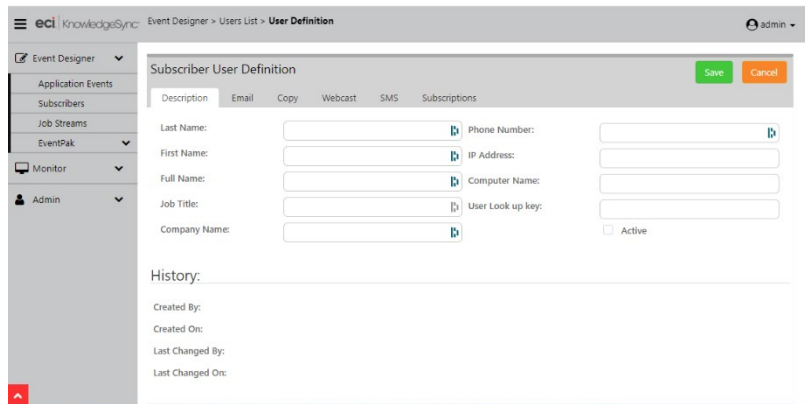 eci KnowledgeSync
Event Designer > Users List > User Definition
admin
Event Designer
Application Events
Subscribers
Job Streams
EventPak
Monitor
Admin
Subscriber User Definition
Save
Cancel
Description
Email
Copy
Webcast
SMS
Subscriptions
Last Name:
Phone Number:
First Name:
IP Address:
Full Name:
Computer Name:
Job Title:
User Look up key:
Company Name:
Active
History:
Created By:
Created On:
Last Changed By:
Last Changed On: